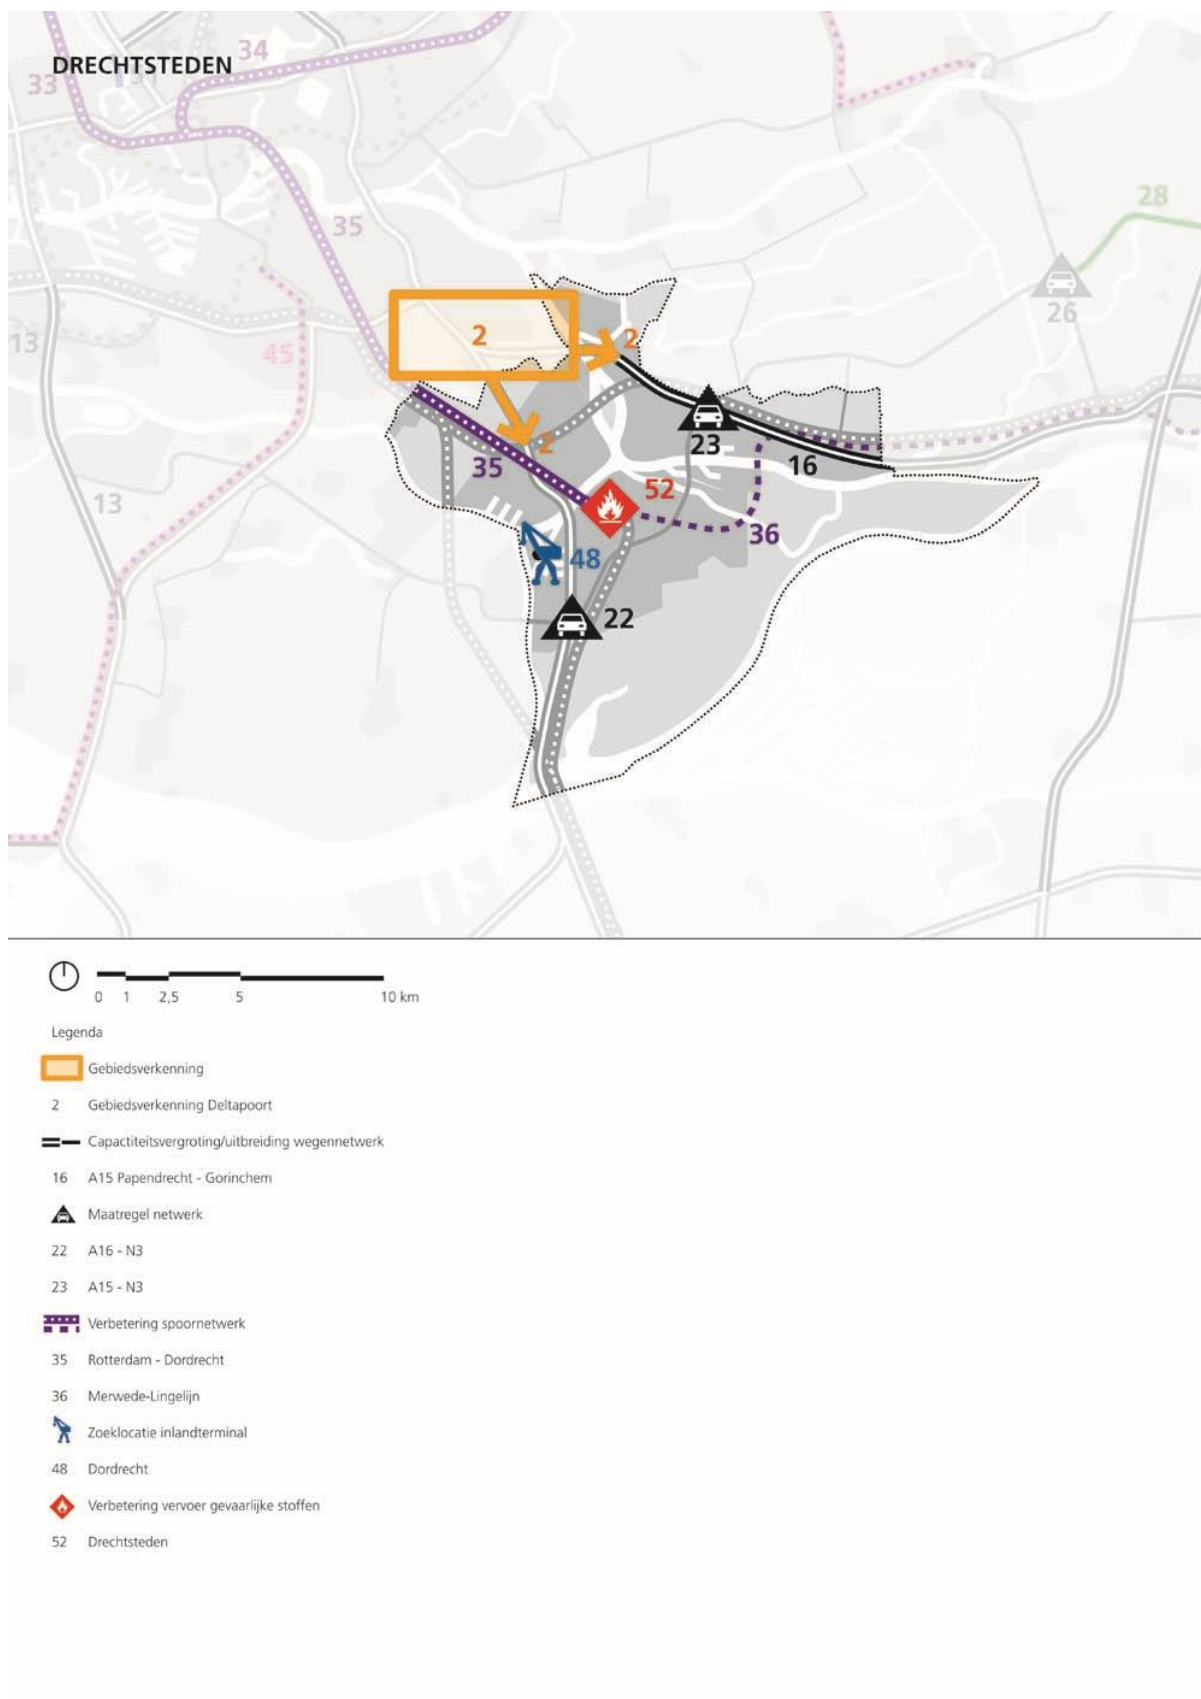 DRECHTSTEDEN
34
33
35
28
26
13
45
2
2
2
23
16
35
52
36
13
48
22
0 1 2,5 5 10 km
Legenda
Gebiedsverkenning
2 Gebiedsverkenning Deltapoort
Capactiteitsvergroting/uitbreiding wegennetwerk
16 A15 Papendrecht - Gorinchem
Maatregel netwerk
22 A16 - N3
23 A15 - N3
Verbetering spoornetwerk
35 Rotterdam - Dordrecht
36 Merwede-Lingelijn
Zoeklocatie inlandterminal
48 Dordrecht
Verbetering vervoer gevaarlijke stoffen
52 Drechtsteden